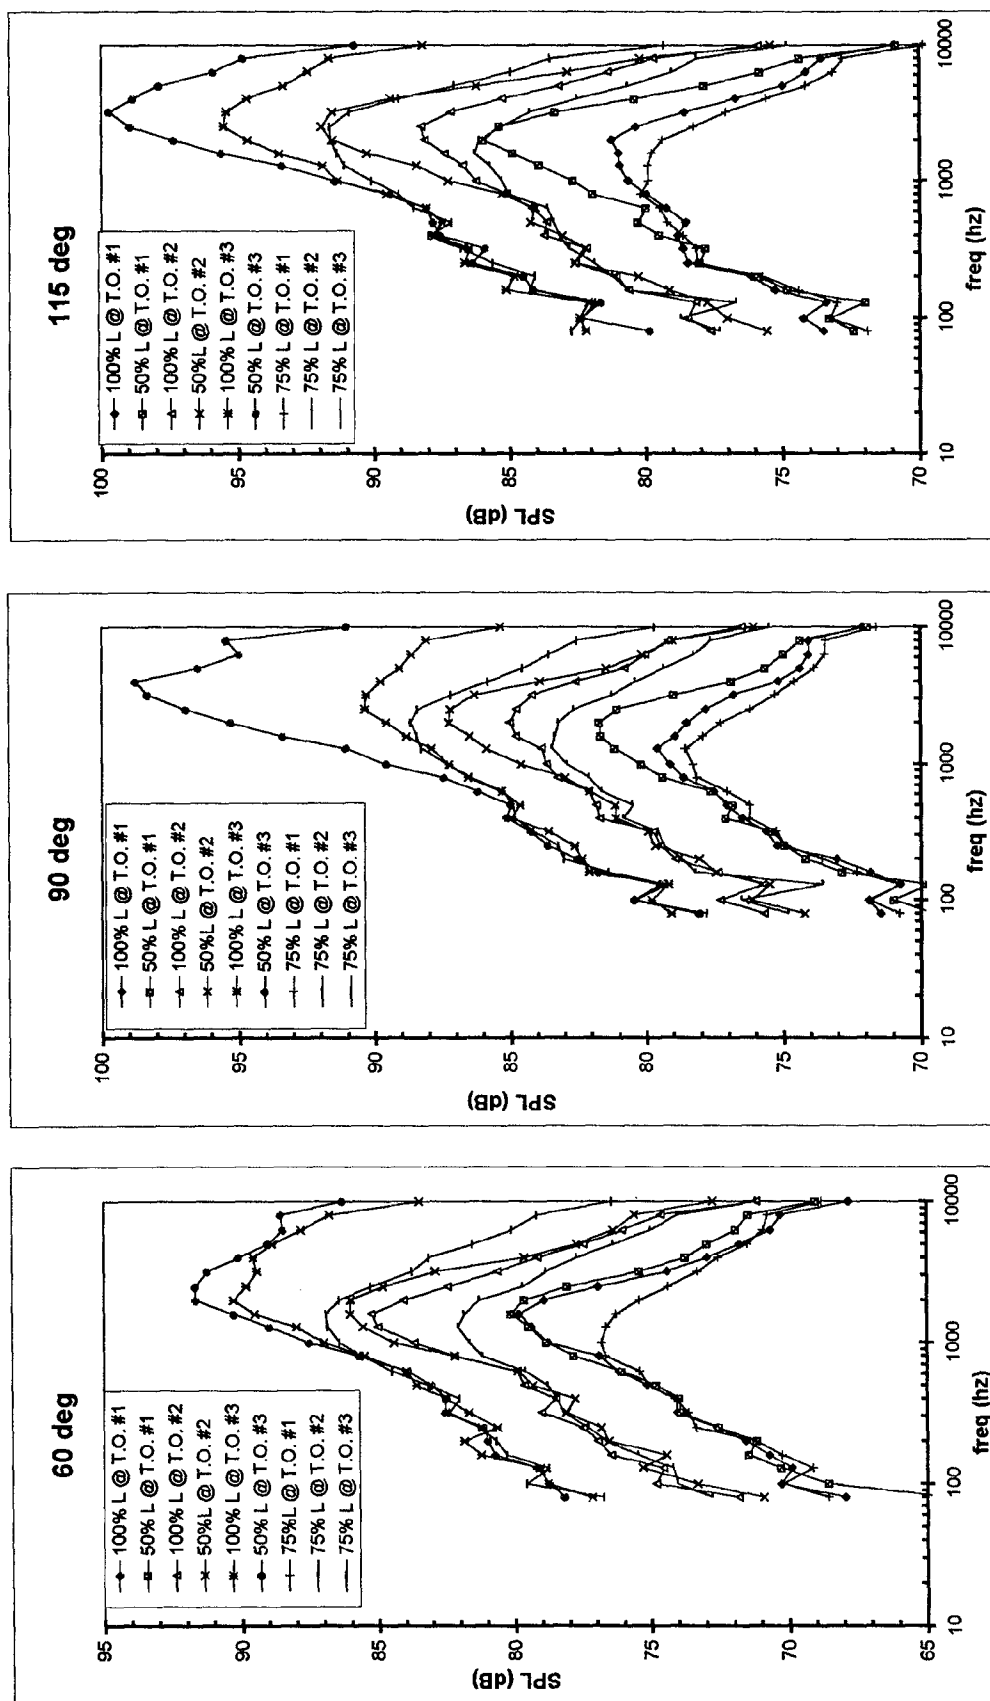 60 deg
95
90
85
80
75
70
65
SPL (dB)
10
100
1000
10000
freq (hz)
100% L @ T.O. #1
50% L @ T.O. #1
100% L @ T.O. #2
50%L @ T.O. #2
100% L @ T.O. #3
50% L @ T.O. #3
75%L @ T.O. #1
75% L @ T.O. #2
75% L @ T.O. #3
90 deg
100
95
90
85
80
75
70
SPL (dB)
10
100
1000
10000
freq (hz)
100% L @ T.O. #1
50% L @ T.O. #1
100% L @ T.O. #2
50%L @ T.O. #2
100% L @ T.O. #3
50% L @ T.O. #3
75% L @ T.O. #1
75% L @ T.O. #2
75% L @ T.O. #3
115 deg
100
95
90
85
80
75
70
SPL (dB)
10
100
1000
10000
freq (hz)
100% L @ T.O. #1
50% L @ T.O. #1
100% L @ T.O. #2
50%L @ T.O. #2
100% L @ T.O. #3
50% L @ T.O. #3
75% L @ T.O. #1
75% L @ T.O. #2
75% L @ T.O. #3